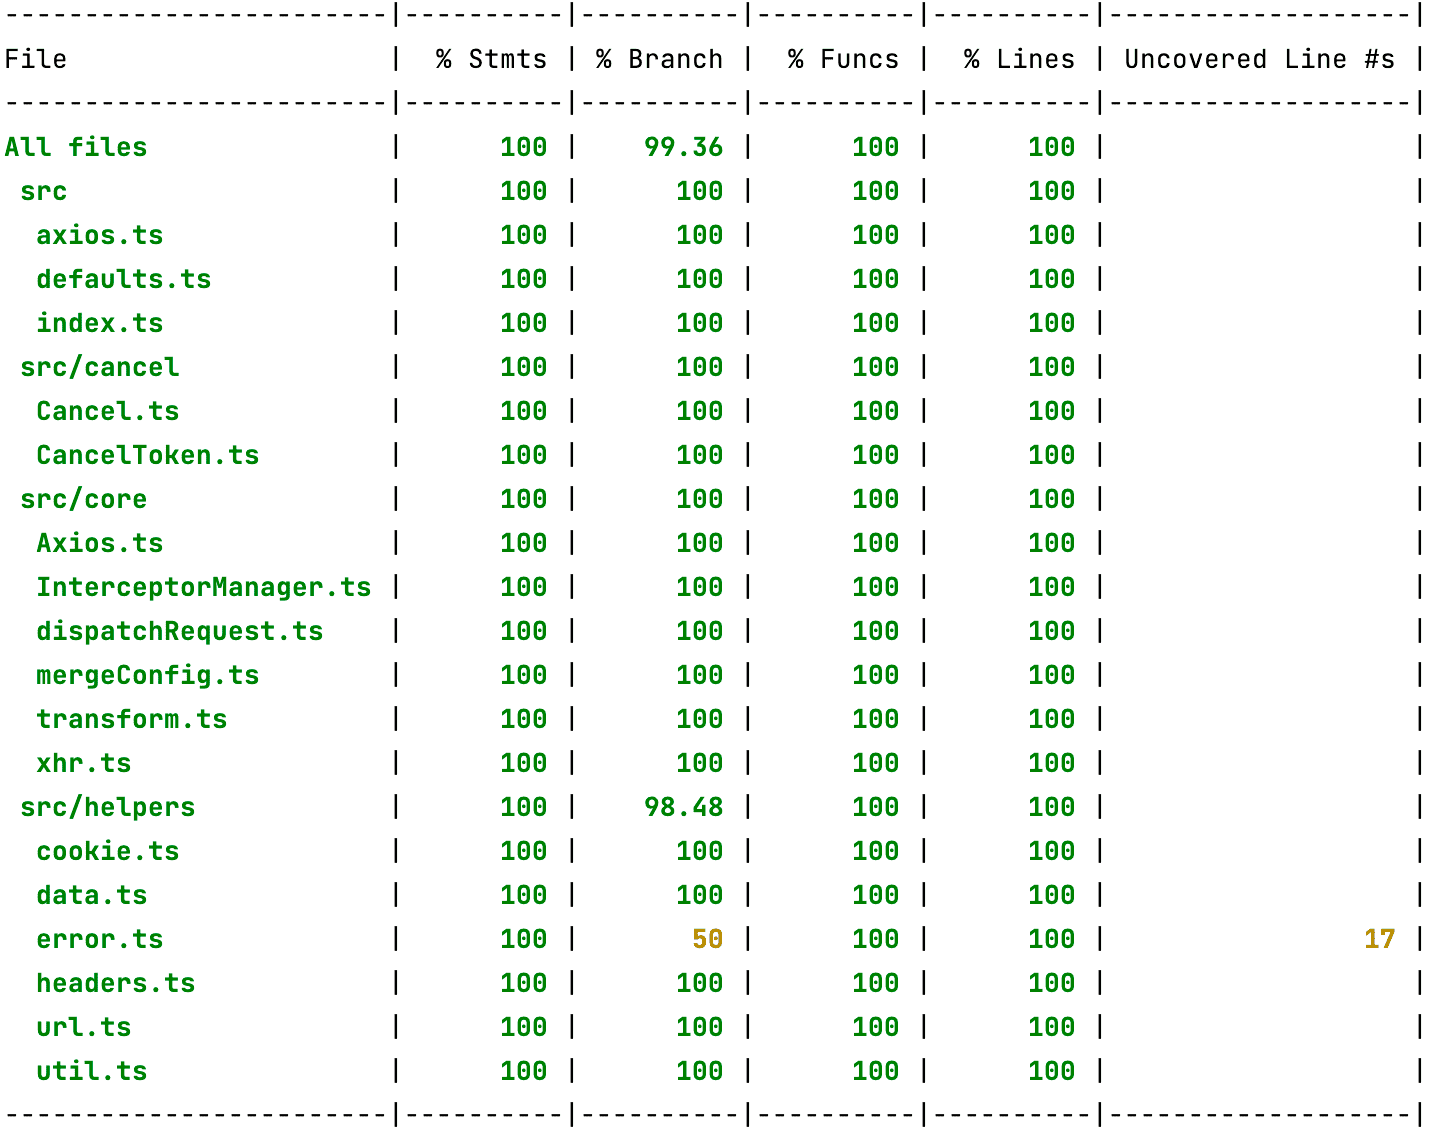 ------------------------|----------|----------|----------|----------|-------------------|
File                    |  % Stmts | % Branch |  % Funcs |  % Lines | Uncovered Line #s |
------------------------|----------|----------|----------|----------|-------------------|
All files               |      100 |    99.36 |      100 |      100 |                   |
 src                    |      100 |      100 |      100 |      100 |                   |
  axios.ts              |      100 |      100 |      100 |      100 |                   |
  defaults.ts           |      100 |      100 |      100 |      100 |                   |
  index.ts              |      100 |      100 |      100 |      100 |                   |
 src/cancel             |      100 |      100 |      100 |      100 |                   |
  Cancel.ts             |      100 |      100 |      100 |      100 |                   |
  CancelToken.ts        |      100 |      100 |      100 |      100 |                   |
 src/core               |      100 |      100 |      100 |      100 |                   |
  Axios.ts              |      100 |      100 |      100 |      100 |                   |
  InterceptorManager.ts |      100 |      100 |      100 |      100 |                   |
  dispatchRequest.ts    |      100 |      100 |      100 |      100 |                   |
  mergeConfig.ts        |      100 |      100 |      100 |      100 |                   |
  transform.ts          |      100 |      100 |      100 |      100 |                   |
  xhr.ts                |      100 |      100 |      100 |      100 |                   |
 src/helpers            |      100 |    98.48 |      100 |      100 |                   |
  cookie.ts             |      100 |      100 |      100 |      100 |                   |
  data.ts               |      100 |      100 |      100 |      100 |                   |
  error.ts              |      100 |       50 |      100 |      100 |                17 |
  headers.ts            |      100 |      100 |      100 |      100 |                   |
  url.ts                |      100 |      100 |      100 |      100 |                   |
  util.ts               |      100 |      100 |      100 |      100 |                   |
------------------------|----------|----------|----------|----------|-------------------|